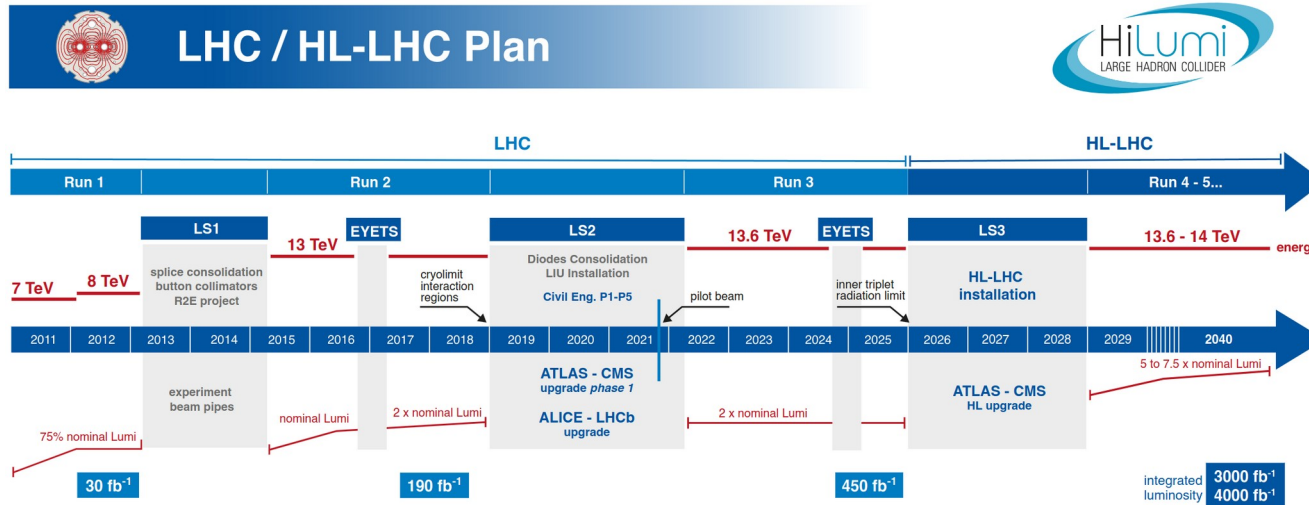 LHC / HL-LHC Plan
HiLumi
LARGE HADRON COLLIDER
LHC
HL-LHC
Run 1
Run 2
Run 3
Run 4 - 5...
LS1
EYETS
LS2
EYETS
LS3
13 TeV
13.6 TeV
13.6 - 14 TeV
energ
7 TeV
8 TeV
splice consolidation
button collimators
R2E project
cryolimit
interaction
regions
Diodes Consolidation
LIU Installation
Civil Eng. P1-P5
pilot beam
inner triplet
radiation limit
HL-LHC
installation
2011 2012 2013 2014 2015 2016 2017 2018 2019 2020 2021 2022 2023 2024 2025 2026 2027 2028 2029 2040
experiment
beam pipes
ATLAS - CMS
upgrade phase 1
ALICE - LHCb
upgrade
ATLAS - CMS
HL upgrade
5 to 7.5 x nominal Lumi
75% nominal Lumi
nominal Lumi
2 x nominal Lumi
2 x nominal Lumi
30 fb⁻¹
190 fb⁻¹
450 fb⁻¹
integrated
luminosity
3000 fb⁻¹
4000 fb⁻¹